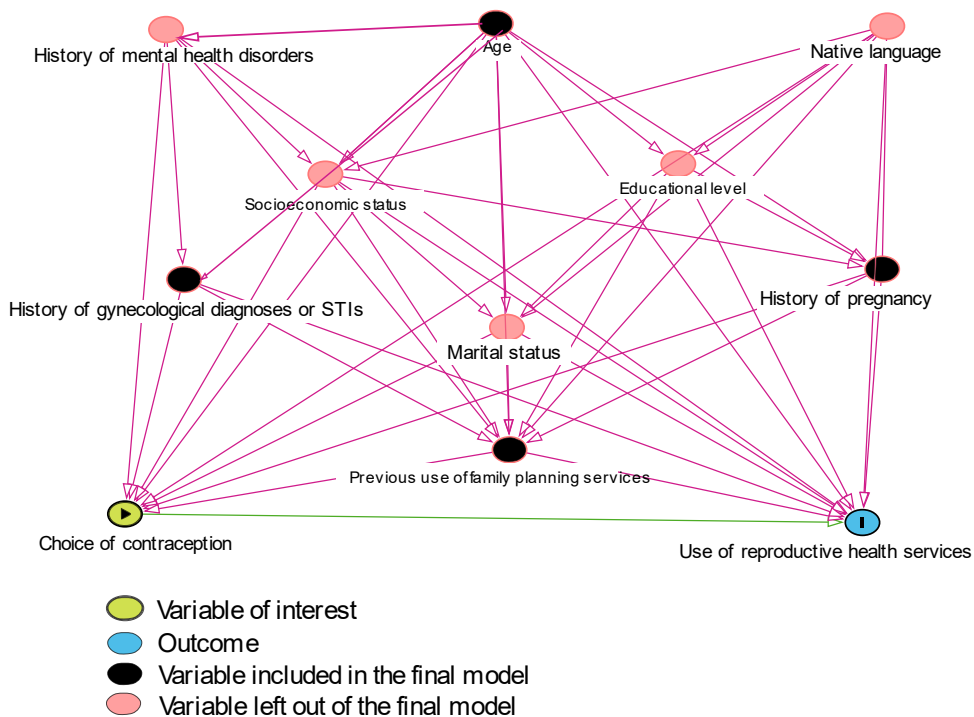 Age
History of mental health disorders
Native language
Educational level
Socioeconomic status
History of pregnancy
History of gynecological diagnoses or STIs
Marital status
Previous use of family planning services
Choice of contraception
Use of reproductive health services
Variable of interest
Outcome
Variable included in the final model
Variable left out of the final model